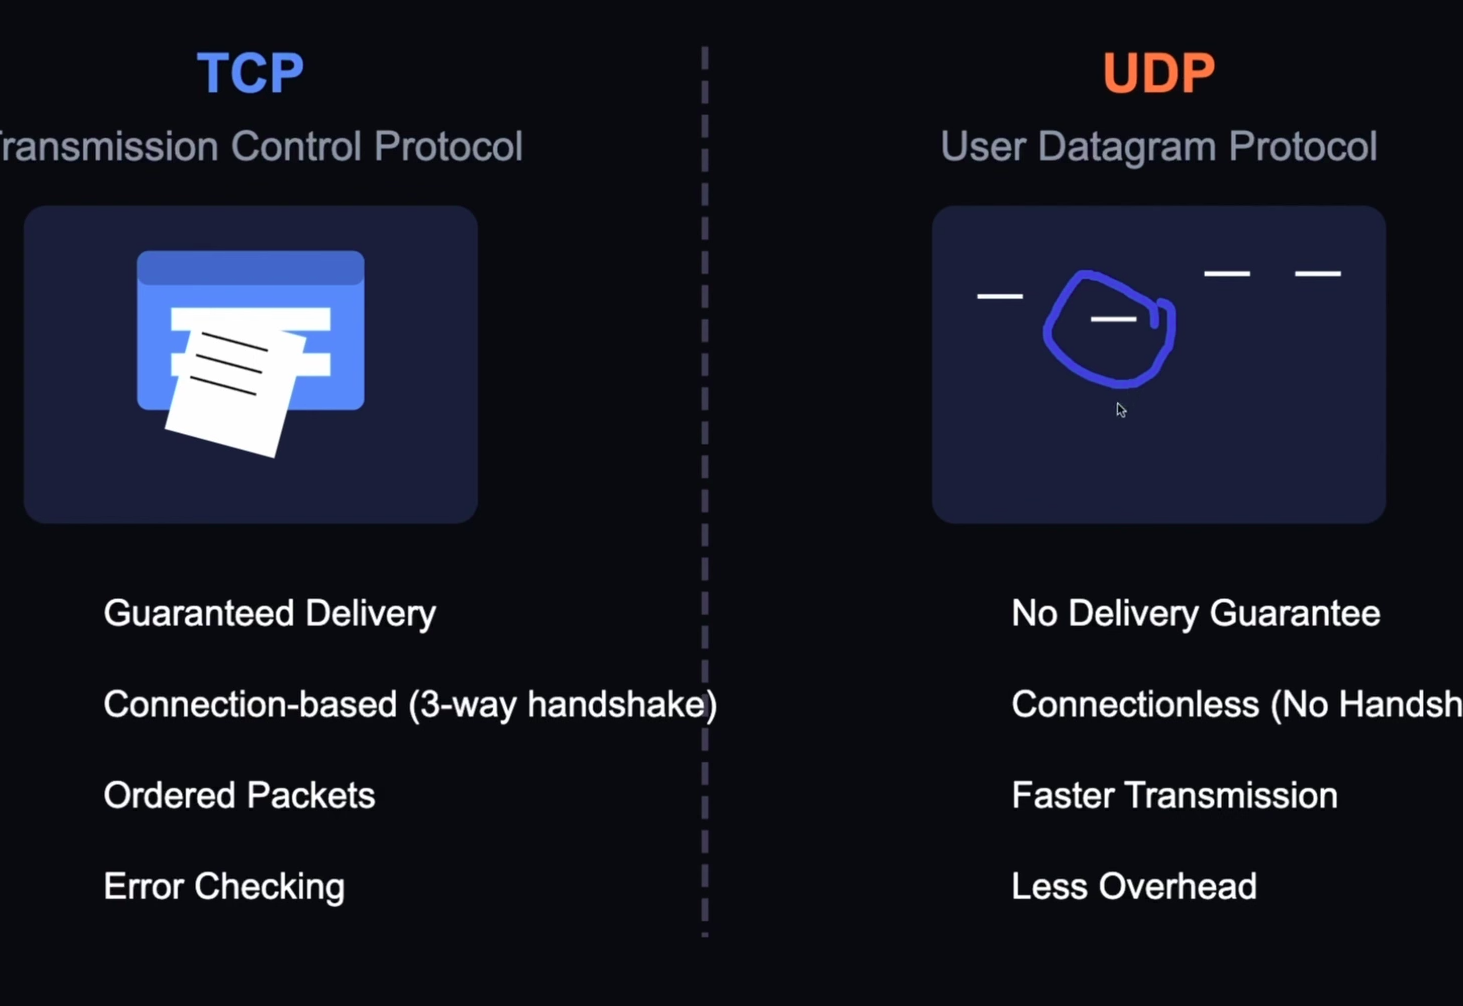 TCP
ransmission Control Protocol
Guaranteed Delivery
Connection-based (3-way handshake)
Ordered Packets
Error Checking
UDP
User Datagram Protocol
No Delivery Guarantee
Connectionless (No Handsh
Faster Transmission
Less Overhead